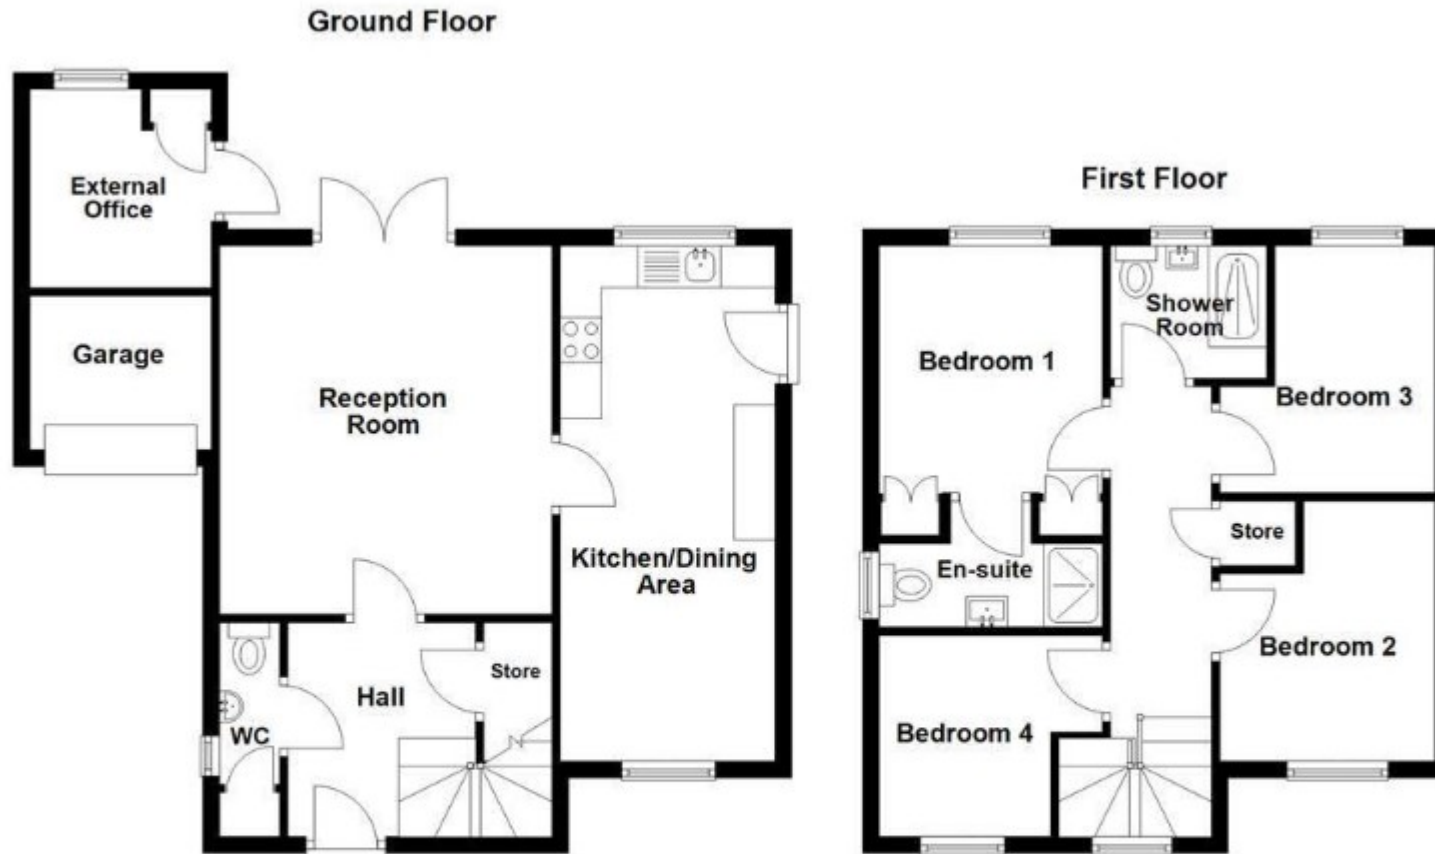 Ground Floor
External
Office
Garage
Reception
Room
Kitchen/Dining
Area
Hall
Store
WC
First Floor
Bedroom 1
Shower
Room
Bedroom 3
Store
En-suite
Bedroom 2
Bedroom 4